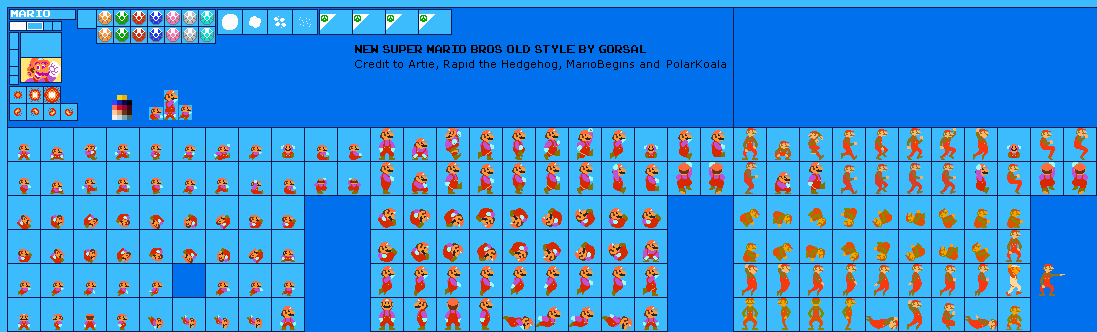 MARIO
NEW SUPER MARIO BROS OLD STYLE BY GORSAL
Credit to Artie, Rapid the Hedgehog, MarioBegins and PolarKoala